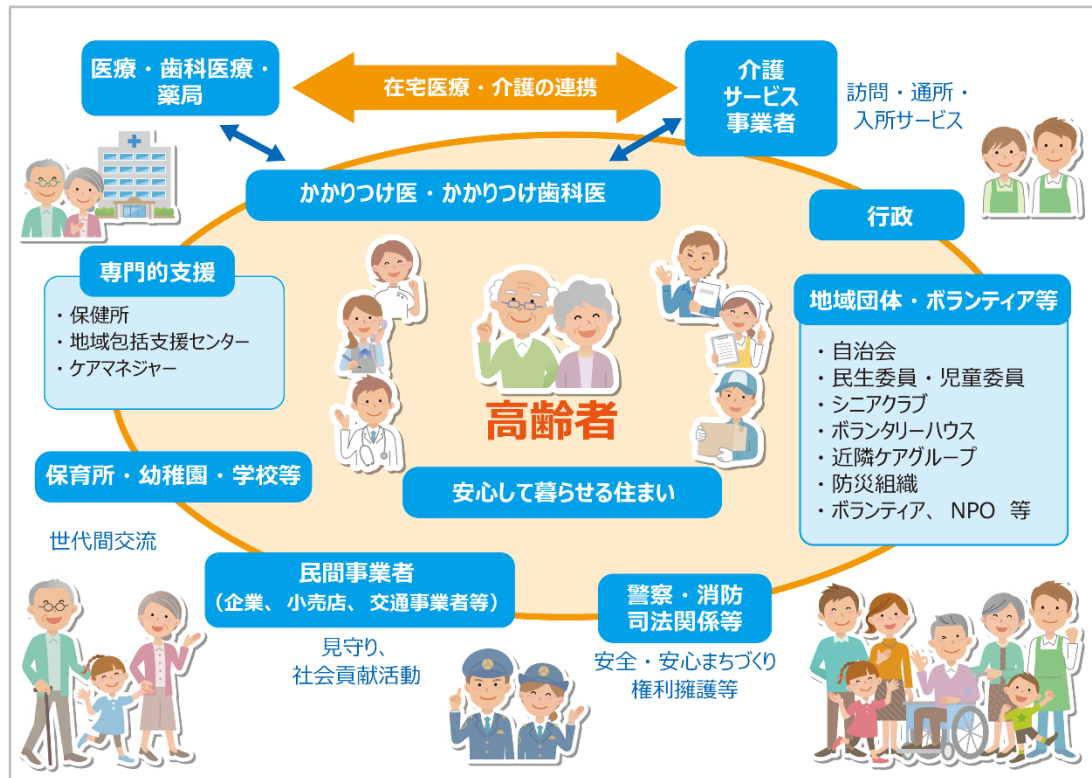 医療・歯科医療・
薬局
在宅医療・介護の連携
介護
サービス
事業者
訪問・通所・
入所サービス
かかりつけ医・かかりつけ歯科医
行政
専門的支援
・保健所
・地域包括支援センター
・ケアマネジャー
地域団体・ボランティア等
・自治会
・民生委員・児童委員
・シニアクラブ
・ボランタリーハウス
・近隣ケアグループ
・防災組織
・ボランティア、NPO 等
高齢者
保育所・幼稚園・学校等
安心して暮らせる住まい
世代間交流
民間事業者
（企業、小売店、交通事業者等）
見守り、
社会貢献活動
警察・消防
司法関係等
安全・安心まちづくり
権利擁護等